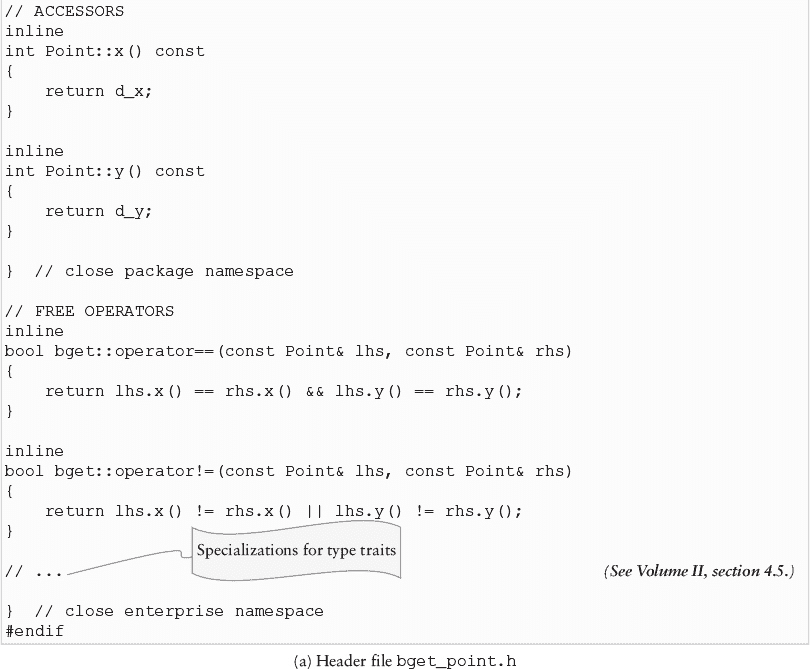 // ACCESSORS
inline
int Point::x() const
{
    return d_x;
}
inline
int Point::y() const
{
    return d_y;
}
}  // close package namespace
// FREE OPERATORS
inline
bool bget::operator==(const Point& lhs, const Point& rhs)
{
    return lhs.x() == rhs.x() && lhs.y() == rhs.y();
}
inline
bool bget::operator!=(const Point& lhs, const Point& rhs)
{
    return lhs.x() != rhs.x() || lhs.y() != rhs.y();
}
Specializations for type traits
// ...
(See Volume II, section 4.5.)
}  // close enterprise namespace
#endif
(a) Header file bget_point.h